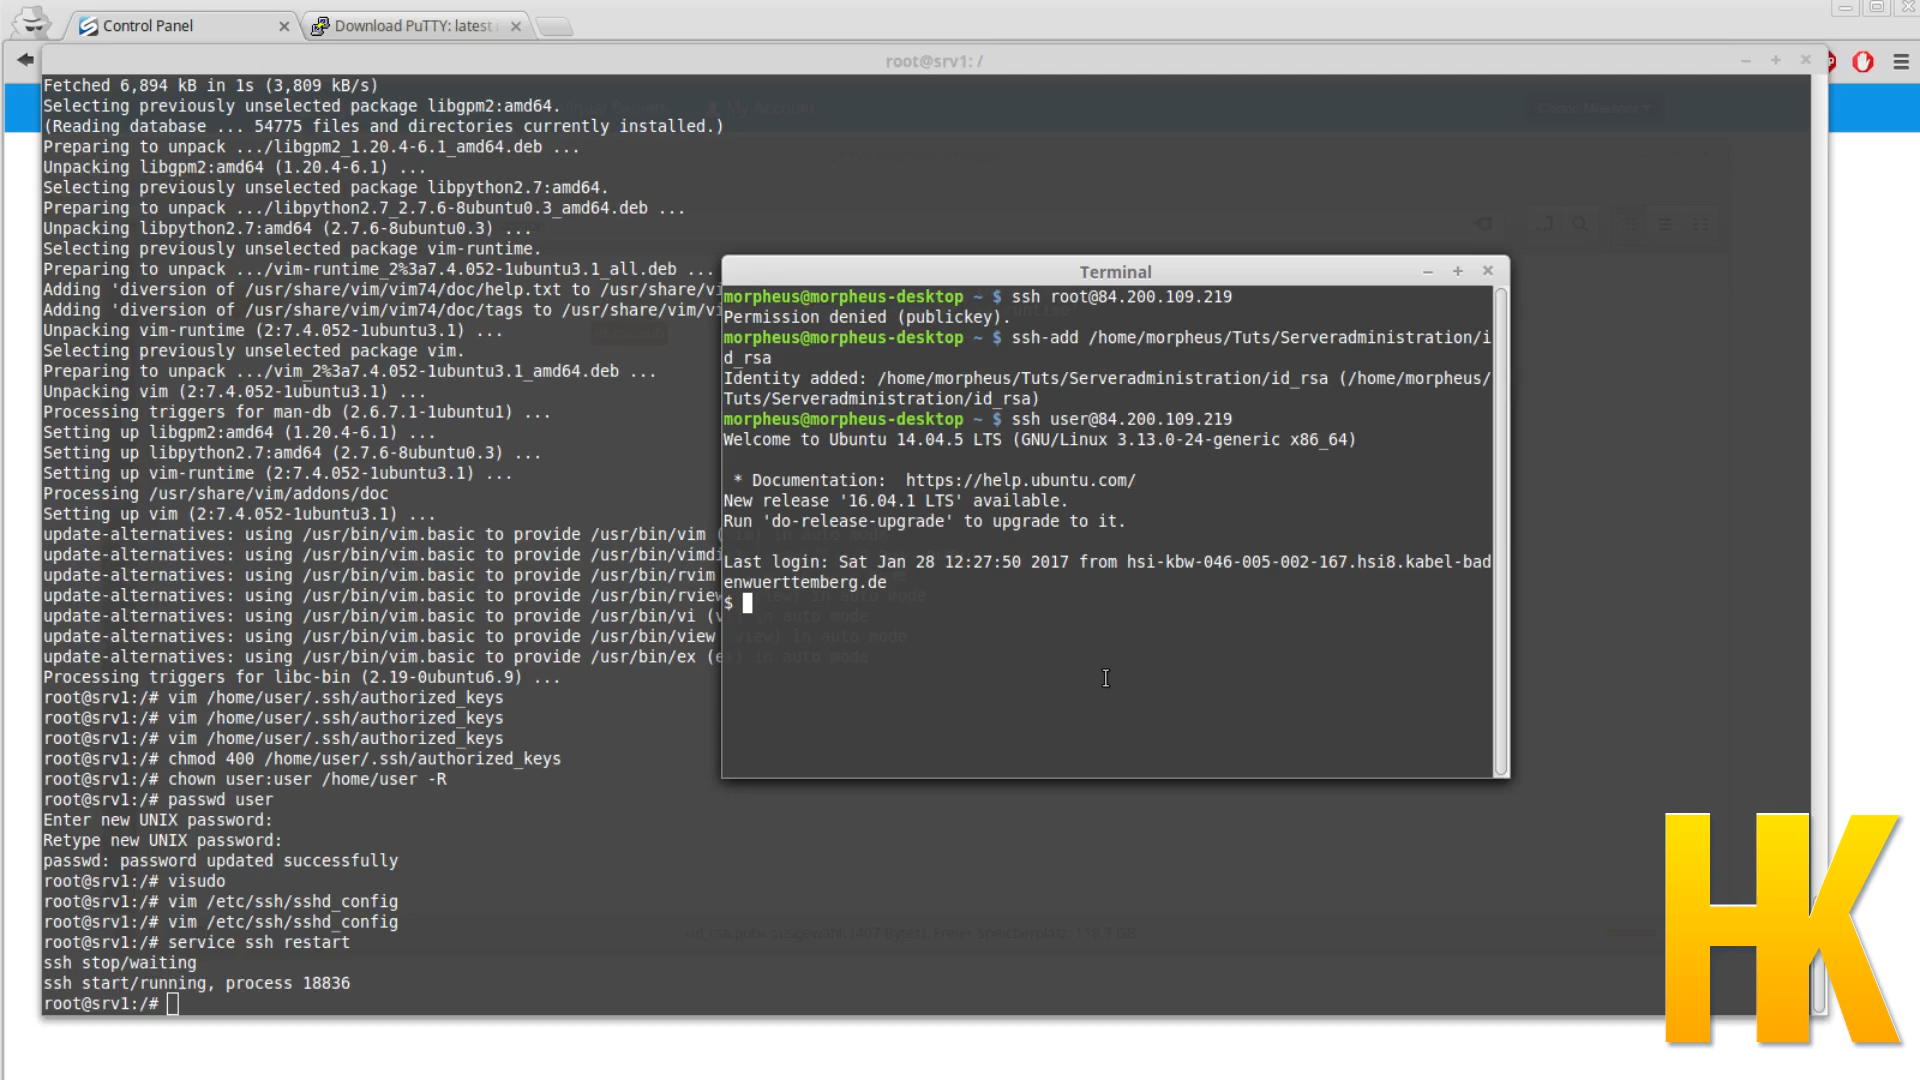 Control Panel
Download PuTTY: latest
root@srv1: /
My Account
Fetched 6,894 kB in 1s (3,809 kB/s)
Selecting previously unselected package libgpm2:amd64.
(Reading database ... 54775 files and directories currently installed.)
Preparing to unpack .../libgpm2_1.20.4-6.1_amd64.deb ...
Unpacking libgpm2:amd64 (1.20.4-6.1) ...
Selecting previously unselected package libpython2.7:amd64.
Preparing to unpack .../libpython2.7_2.7.6-8ubuntu0.3_amd64.deb ...
Unpacking libpython2.7:amd64 (2.7.6-8ubuntu0.3) ...
Selecting previously unselected package vim-runtime.
Preparing to unpack .../vim-runtime_2%3a7.4.052-1ubuntu3.1_all.deb ...
Adding 'diversion of /usr/share/vim/vim74/doc/help.txt to /usr/share/vi
Adding 'diversion of /usr/share/vim/vim74/doc/tags to /usr/share/vim/vi
Unpacking vim-runtime (2:7.4.052-1ubuntu3.1) ...
Selecting previously unselected package vim.
Preparing to unpack .../vim_2%3a7.4.052-1ubuntu3.1_amd64.deb ...
Unpacking vim (2:7.4.052-1ubuntu3.1) ...
Processing triggers for man-db (2.6.7.1-1ubuntu1) ...
Setting up libgpm2:amd64 (1.20.4-6.1) ...
Setting up libpython2.7:amd64 (2.7.6-8ubuntu0.3) ...
Setting up vim-runtime (2:7.4.052-1ubuntu3.1) ...
Processing /usr/share/vim/addons/doc
Setting up vim (2:7.4.052-1ubuntu3.1) ...
update-alternatives: using /usr/bin/vim.basic to provide /usr/bin/vim (vim) in auto mode
update-alternatives: using /usr/bin/vim.basic to provide /usr/bin/vimdi
update-alternatives: using /usr/bin/vim.basic to provide /usr/bin/rvim
update-alternatives: using /usr/bin/vim.basic to provide /usr/bin/rview (rview) in auto mode
update-alternatives: using /usr/bin/vim.basic to provide /usr/bin/vi (vi) in auto mode
update-alternatives: using /usr/bin/vim.basic to provide /usr/bin/view (view) in auto mode
update-alternatives: using /usr/bin/vim.basic to provide /usr/bin/ex (ex) in auto mode
Processing triggers for libc-bin (2.19-0ubuntu6.9) ...
root@srv1:/# vim /home/user/.ssh/authorized_keys
root@srv1:/# vim /home/user/.ssh/authorized_keys
root@srv1:/# vim /home/user/.ssh/authorized_keys
root@srv1:/# chmod 400 /home/user/.ssh/authorized_keys
root@srv1:/# chown user:user /home/user -R
root@srv1:/# passwd user
Enter new UNIX password:
Retype new UNIX password:
passwd: password updated successfully
root@srv1:/# visudo
root@srv1:/# vim /etc/ssh/sshd_config
root@srv1:/# vim /etc/ssh/sshd_config
root@srv1:/# service ssh restart
ssh stop/waiting
ssh start/running, process 18836
root@srv1:/#
Terminal
morpheus@morpheus-desktop ~ $ ssh root@84.200.109.219
Permission denied (publickey).
morpheus@morpheus-desktop ~ $ ssh-add /home/morpheus/Tuts/Serveradministration/i
d_rsa
Identity added: /home/morpheus/Tuts/Serveradministration/id_rsa (/home/morpheus/
Tuts/Serveradministration/id_rsa)
morpheus@morpheus-desktop ~ $ ssh user@84.200.109.219
Welcome to Ubuntu 14.04.5 LTS (GNU/Linux 3.13.0-24-generic x86_64)
* Documentation:  https://help.ubuntu.com/
New release '16.04.1 LTS' available.
Run 'do-release-upgrade' to upgrade to it.
Last login: Sat Jan 28 12:27:50 2017 from hsi-kbw-046-005-002-167.hsi8.kabel-bad
enwuerttemberg.de
$
HK